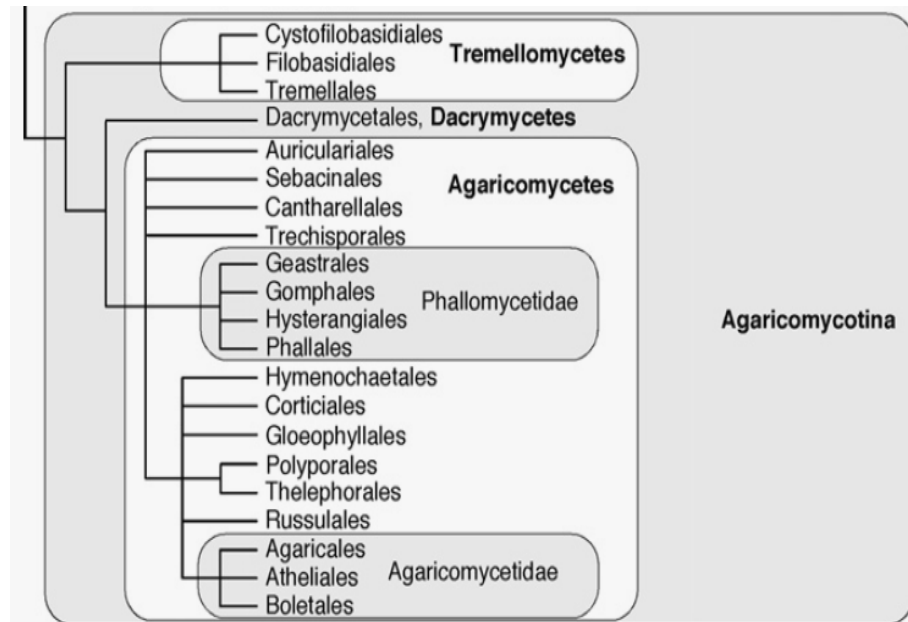 Cystofilobasidiales
Filobasidiales
Tremellales
Tremellomycetes
Dacrymycetales, Dacrymycetes
Auriculariales
Sebacinales
Cantharellales
Trechisporales
Agaricomycetes
Geastrales
Gomphales
Hysterangiales
Phallales
Phallomycetidae
Hymenochaetales
Corticiales
Gloeophyllales
Polyporales
Thelephorales
Russulales
Agaricales
Atheliales
Boletales
Agaricomycetidae
Agaricomycotina